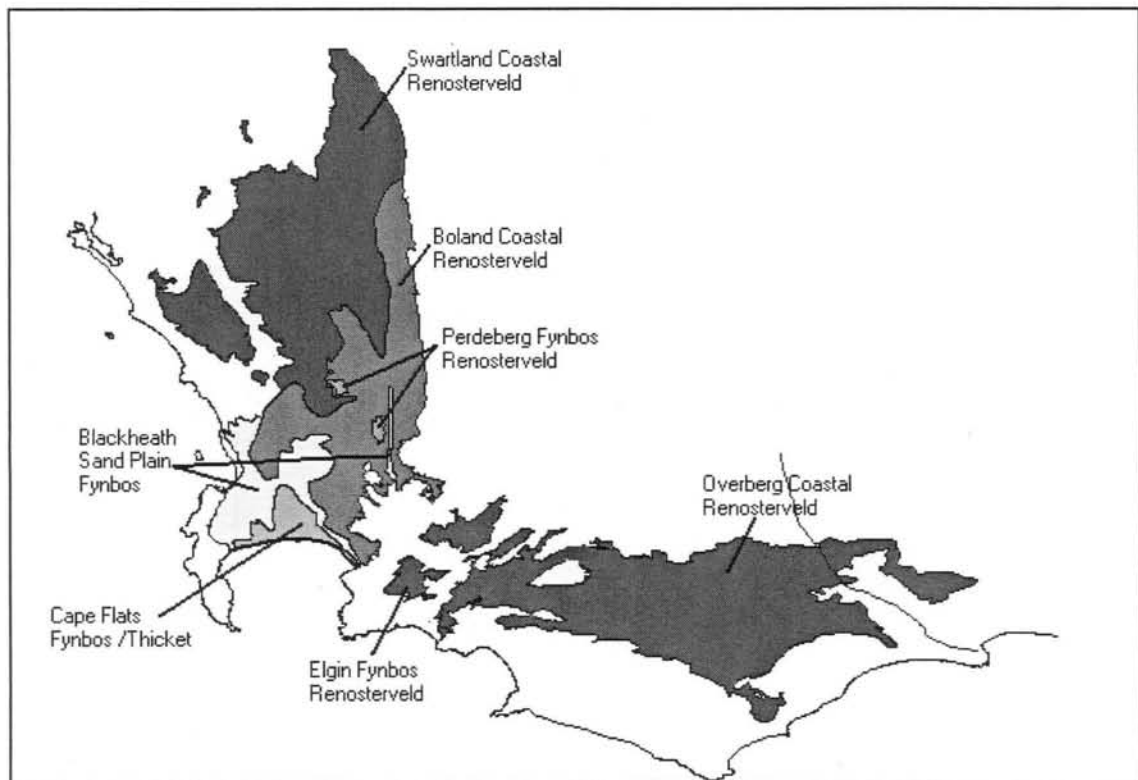 Swartland Coastal
Renosterveld
Boland Coastal
Renosterveld
Perdeberg Fynbos
Renosterveld
Blackheath
Sand Plain
Fynbos
Overberg Coastal
Renosterveld
Cape Flats
Fynbos /Thicket
Elgin Fynbos
Renosterveld